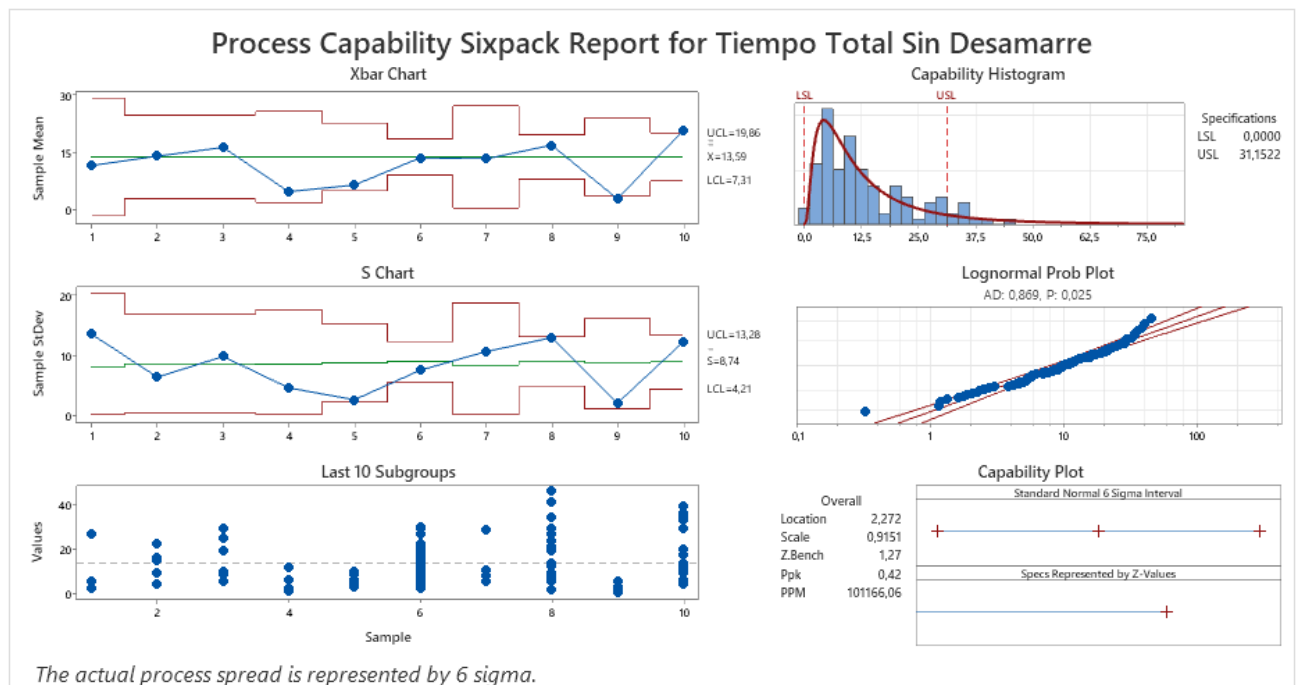 Process Capability Sixpack Report for Tiempo Total Sin Desamarre
Xbar Chart
Sample Mean
30
15
0
1 2 3 4 5 6 7 8 9 10
UCL=19,86
X=13,59
LCL=7,31
S Chart
Sample StDev
20
10
0
1 2 3 4 5 6 7 8 9 10
UCL=13,28
S=8,74
LCL=4,21
Last 10 Subgroups
Values
40
20
0
2 4 6 8 10
Sample
Capability Histogram
LSL USL
0,0 12,5 25,0 37,5 50,0 62,5 75,0
Specifications
LSL 0,0000
USL 31,1522
Lognormal Prob Plot
AD: 0,869, P: 0,025
0,1 1 10 100
Capability Plot
Overall
Location 2,272
Scale 0,9151
Z.Bench 1,27
Ppk 0,42
PPM 101166,06
Standard Normal 6 Sigma Interval
Specs Represented by Z-Values
The actual process spread is represented by 6 sigma.